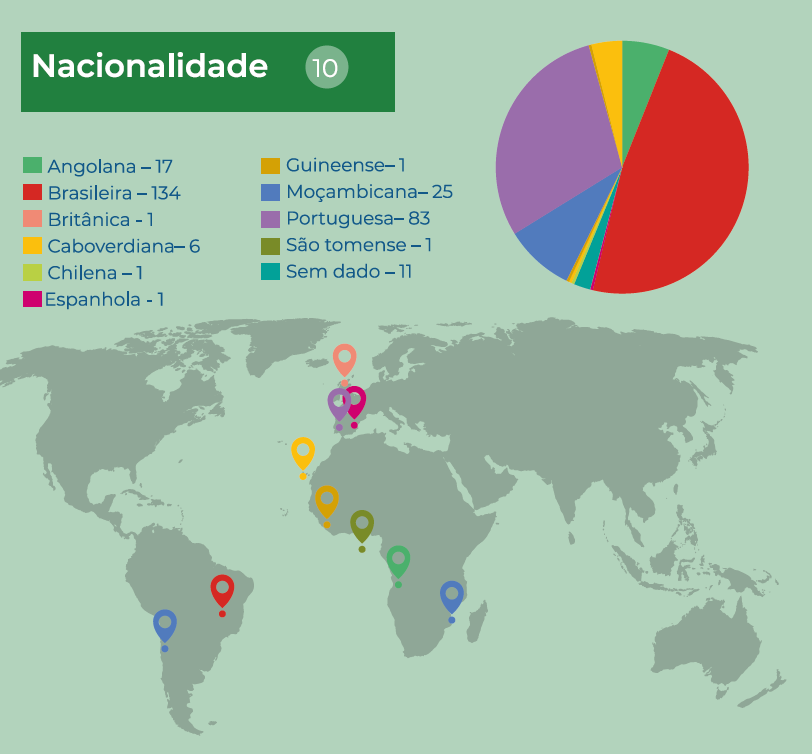 Nacionalidade 10
Angolana – 17
Brasileira – 134
Britânica - 1
Caboverdiana– 6
Chilena – 1
Espanhola - 1
Guineense– 1
Moçambicana– 25
Portuguesa– 83
São tomense – 1
Sem dado – 11